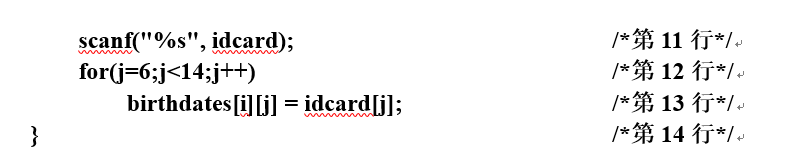 scanf("%s", idcard); /*第 11 行*/
for(j=6;j<14;j++) /*第 12 行*/
birthdates[i][j] = idcard[j]; /*第 13 行*/
} /*第 14 行*/